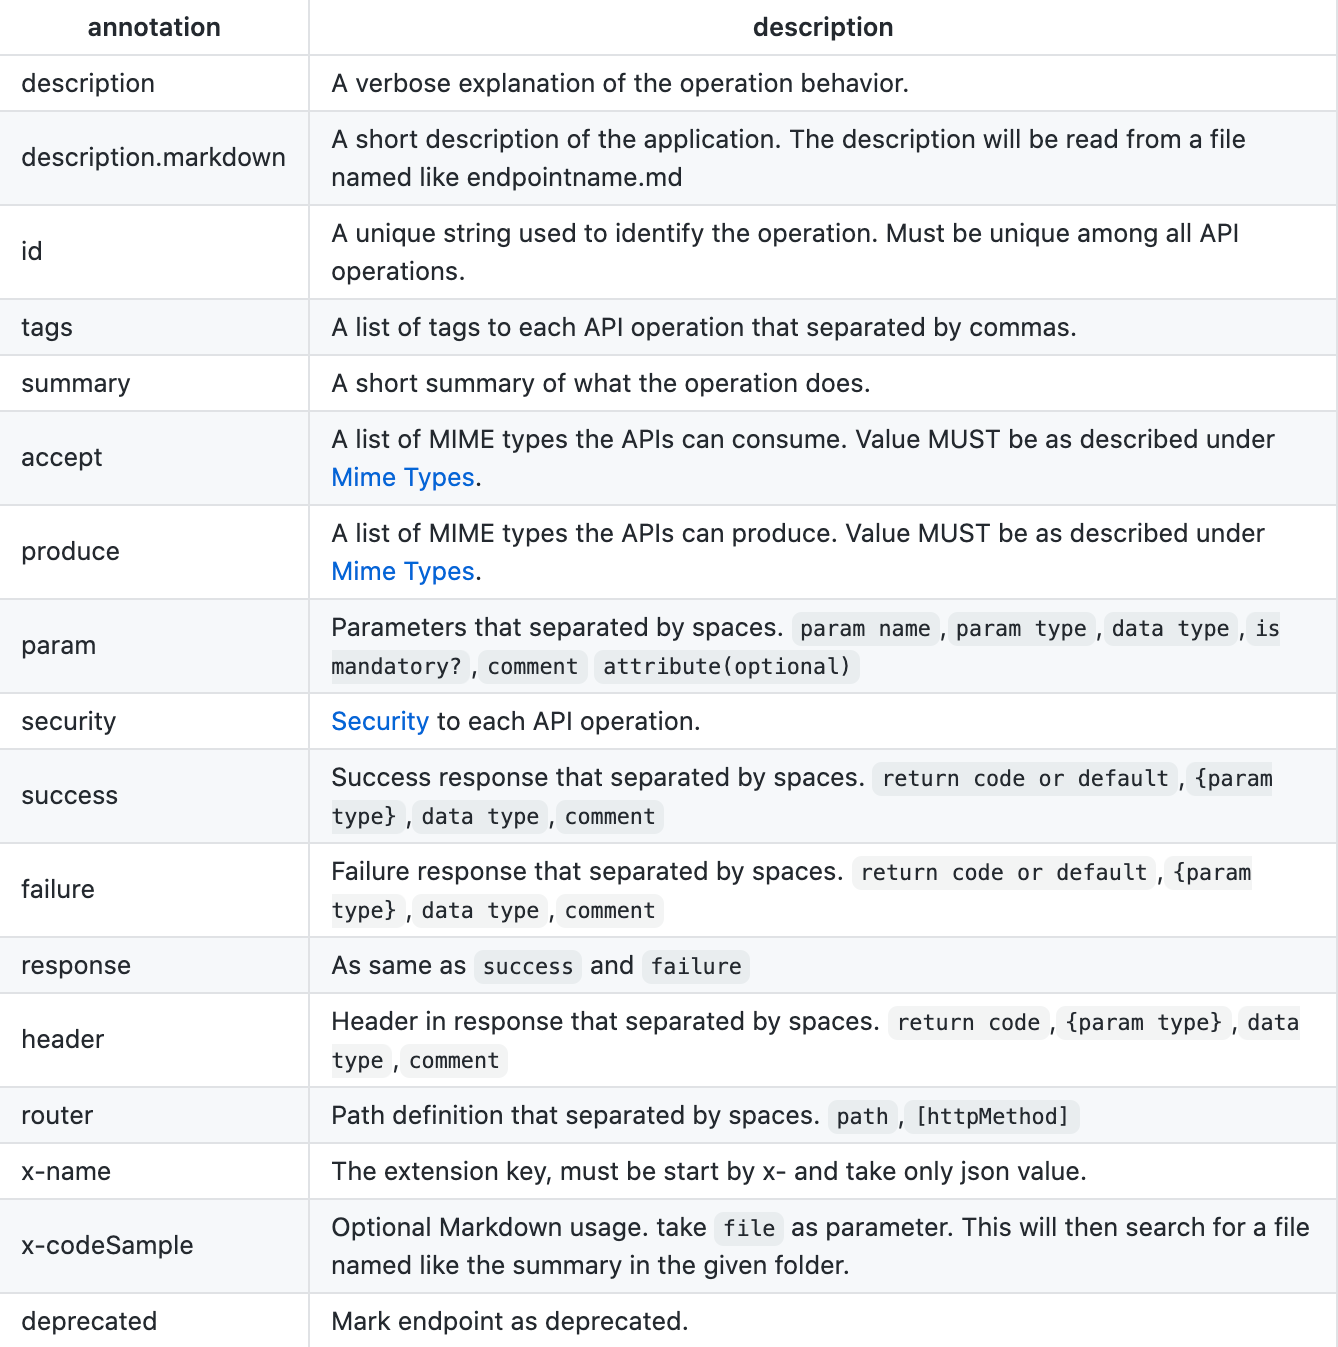 annotation description
description A verbose explanation of the operation behavior.
description.markdown A short description of the application. The description will be read from a file
named like endpointname.md
id A unique string used to identify the operation. Must be unique among all API
operations.
tags A list of tags to each API operation that separated by commas.
summary A short summary of what the operation does.
accept A list of MIME types the APIs can consume. Value MUST be as described under
Mime Types.
produce A list of MIME types the APIs can produce. Value MUST be as described under
Mime Types.
param Parameters that separated by spaces. param name,param type,data type,is
mandatory?,comment attribute(optional)
security Security to each API operation.
success Success response that separated by spaces. return code or default,{param
type},data type,comment
failure Failure response that separated by spaces. return code or default,{param
type},data type,comment
response As same as success and failure
header Header in response that separated by spaces. return code,{param type},data
type,comment
router Path definition that separated by spaces. path,[httpMethod]
x-name The extension key, must be start by x- and take only json value.
x-codeSample Optional Markdown usage. take file as parameter. This will then search for a file
named like the summary in the given folder.
deprecated Mark endpoint as deprecated.